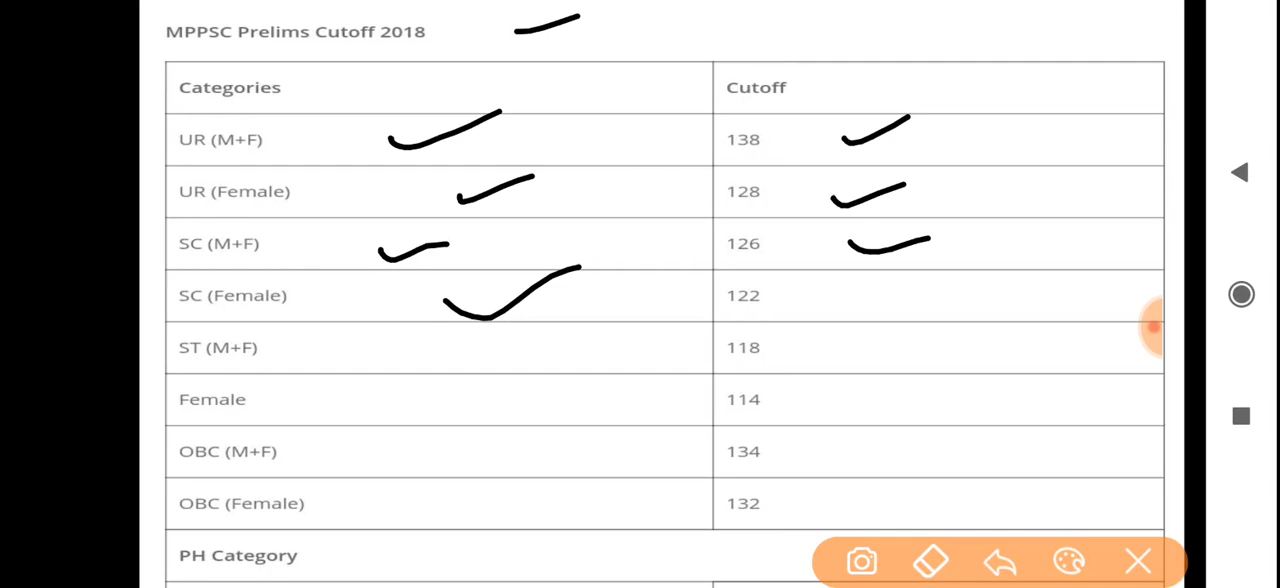 MPPSC Prelims Cutoff 2018
Categories Cutoff
UR (M+F) 138
UR (Female) 128
SC (M+F) 126
SC (Female) 122
ST (M+F) 118
Female 114
OBC (M+F) 134
OBC (Female) 132
PH Category